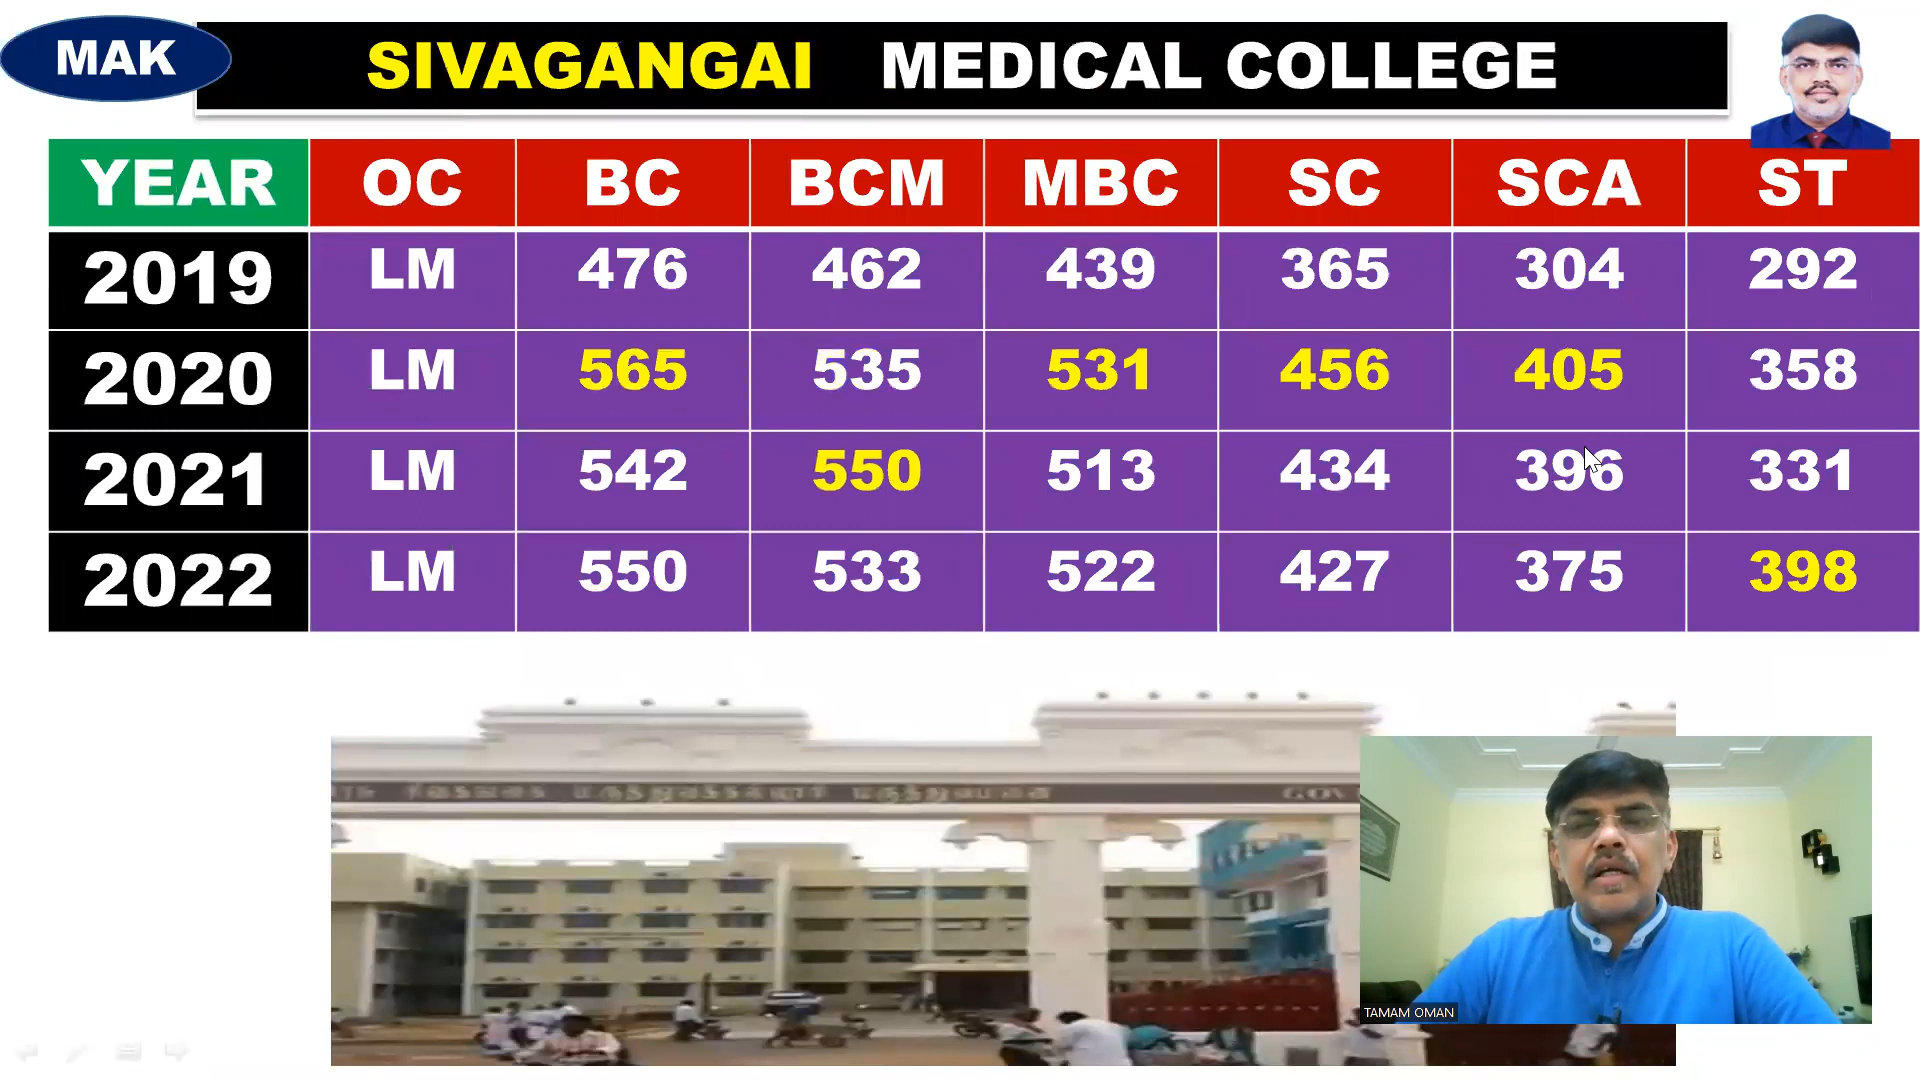 MAK
SIVAGANGAI MEDICAL COLLEGE
YEAR OC BC BCM MBC SC SCA ST
2019 LM 476 462 439 365 304 292
2020 LM 565 535 531 456 405 358
2021 LM 542 550 513 434 396 331
2022 LM 550 533 522 427 375 398
TAMAM OMAN